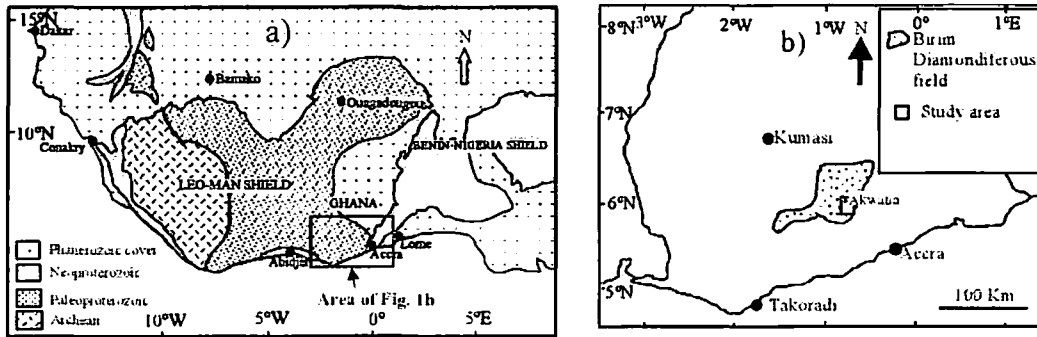 15°N
a)
N
Dakar
Bamako
Ouagadougou
10°N
Conakry
BENIN-NIGERIA SHIELD
LEO-MAN SHIELD
GHANA
Lome
Accra
Abidjan
Phanerozoic cover
Neoproterozoic
Paleoproterozoic
Archean
Area of Fig. 1b
10°W
5°W
0°
5°E
8°N
3°W
2°W
1°W
0°
1°E
b)
N
Birim
Diamondiferous
field
Study area
7°N
Kumasi
6°N
Akwatia
Accra
5°N
Takoradi
100 Km